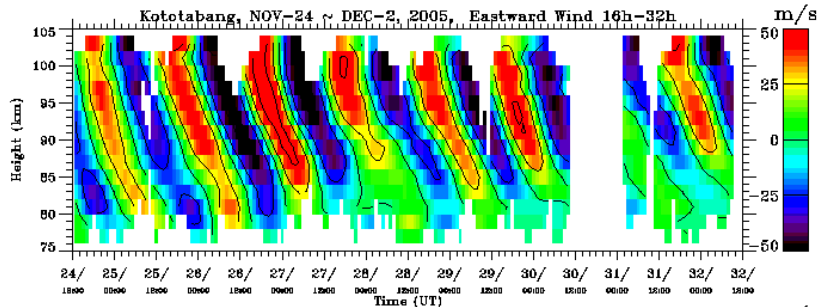 Kototabang, NOV-24 ~ DEC-2, 2005, Eastward Wind 16h-32h
m/s
105
100
95
90
85
80
75
Height (km)
50
25
0
-25
-50
24/ 25/ 25/ 26/ 26/ 27/ 27/ 28/ 28/ 29/ 29/ 30/ 30/ 31/ 31/ 32/ 32/
12:00 00:00 12:00 00:00 12:00 00:00 12:00 00:00 12:00 00:00 12:00 00:00 12:00 00:00 12:00 00:00 12:00
Time (UT)